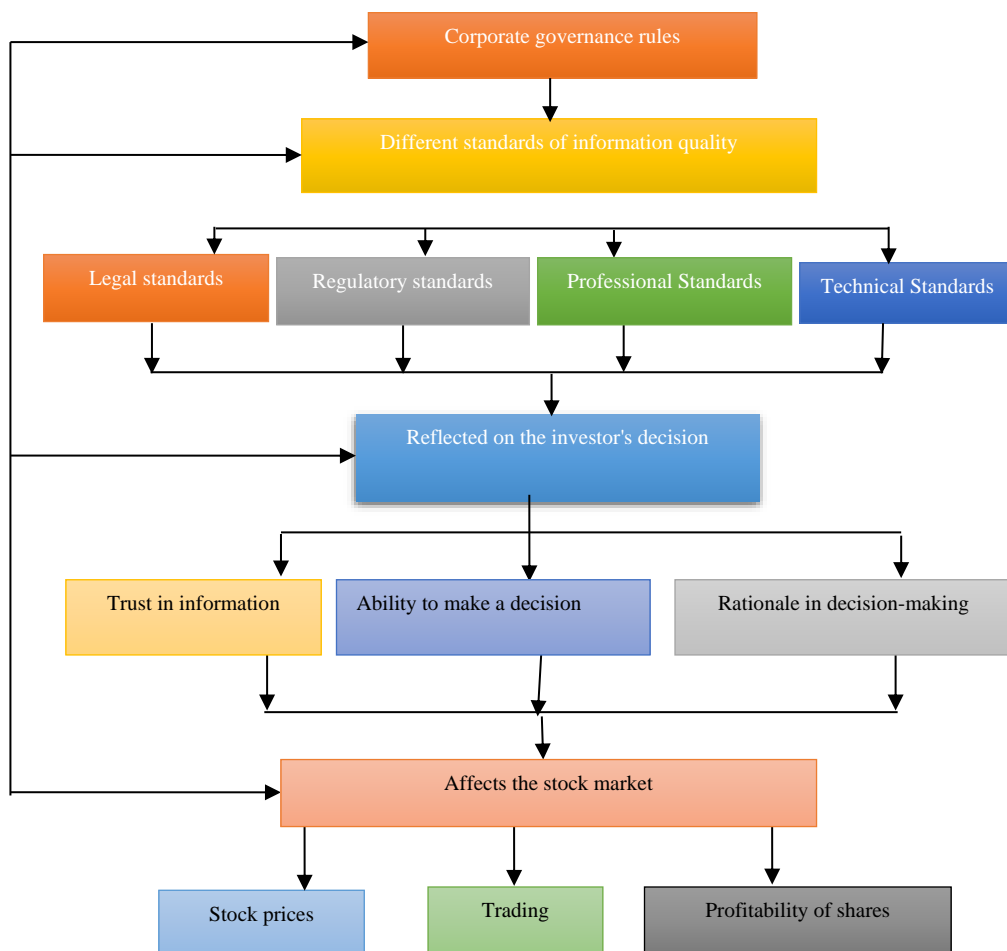 Corporate governance rules
Different standards of information quality
Legal standards
Regulatory standards
Professional Standards
Technical Standards
Reflected on the investor's decision
Trust in information
Ability to make a decision
Rationale in decision-making
Affects the stock market
Stock prices
Trading
Profitability of shares